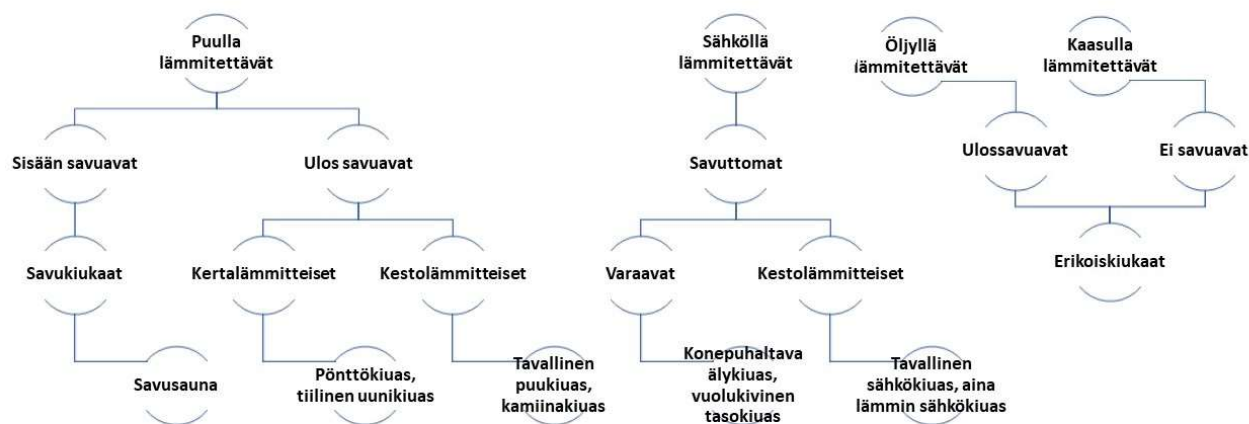 Puulla
lämmitettävät
Sähköllä
lämmitettävät
Öljyllä
lämmitettävät
Kaasulla
lämmitettävät
Sisään savuavat
Ulos savuavat
Savuttomat
Ulossavuavat
Ei savuavat
Savukiukaat
Kertalämmitteiset
Kestolämmitteiset
Varaavat
Kestolämmitteiset
Erikoiskiukaat
Savusauna
Pönttökiuas,
tiilinen uunikiuas
Tavallinen
puukiuas,
kamiinakiuas
Konepuhaltava
älykiuas,
vuolukivinen
tasokiuas
Tavallinen
sähkökiuas, aina
lämmin sähkökiuas